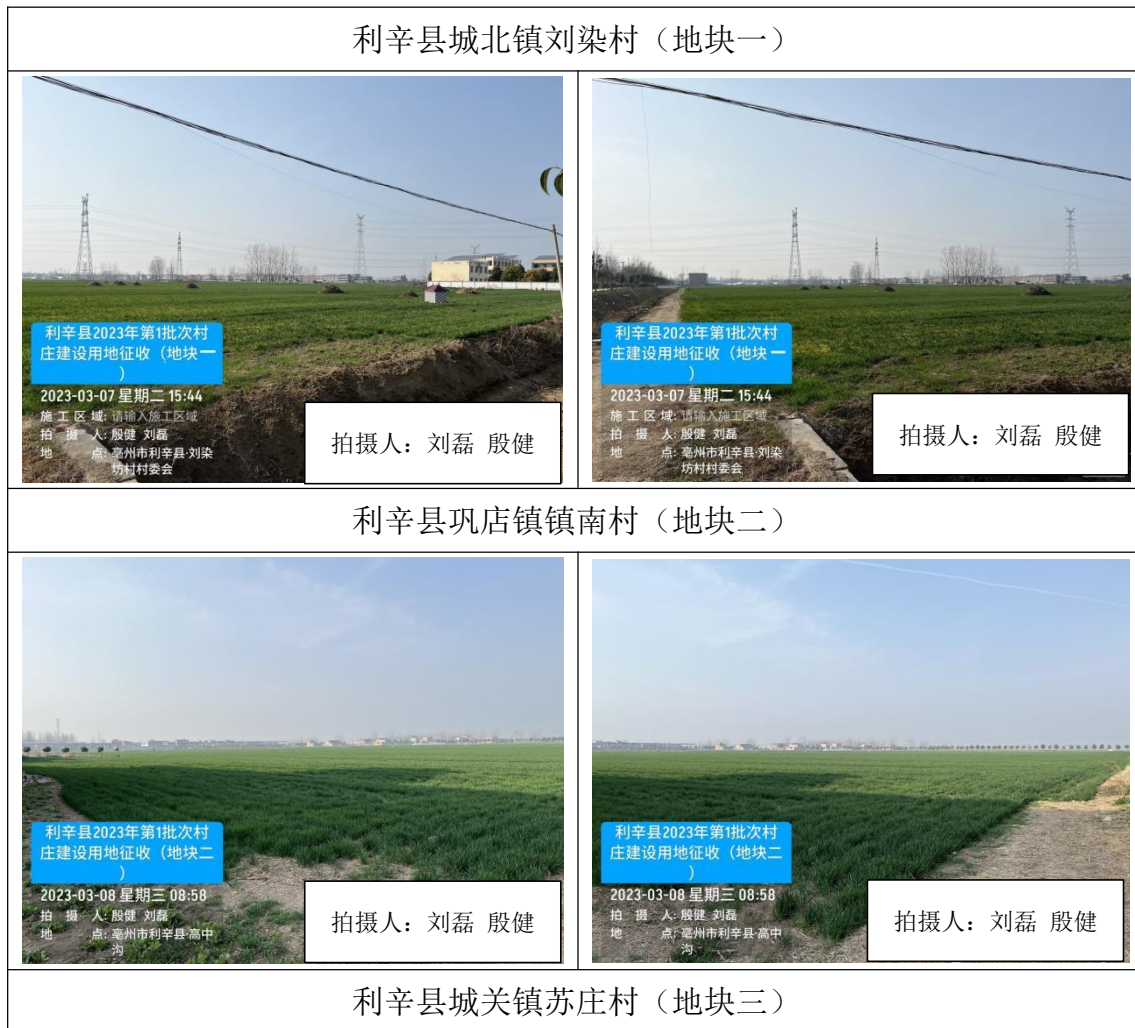 利辛县城北镇刘染村（地块一）
利辛县2023年第1批次村
庄建设用地征收（地块一
）
2023-03-07 星期二 15:44
施工区域: 请输入施工区域
拍摄人: 殷健 刘磊
地点: 亳州市利辛县·刘染
坊村村委会
拍摄人：刘磊 殷健
利辛县2023年第1批次村
庄建设用地征收（地块一
）
2023-03-07 星期二 15:44
施工区域: 请输入施工区域
拍摄人: 殷健 刘磊
地点: 亳州市利辛县·刘染
坊村村委会
拍摄人：刘磊 殷健
利辛县巩店镇镇南村（地块二）
利辛县2023年第1批次村
庄建设用地征收（地块二
）
2023-03-08 星期三 08:58
拍摄人: 殷健 刘磊
地点: 亳州市利辛县·高中
沟
拍摄人：刘磊 殷健
利辛县2023年第1批次村
庄建设用地征收（地块二
）
2023-03-08 星期三 08:58
拍摄人: 殷健 刘磊
地点: 亳州市利辛县·高中
沟
拍摄人：刘磊 殷健
利辛县城关镇苏庄村（地块三）